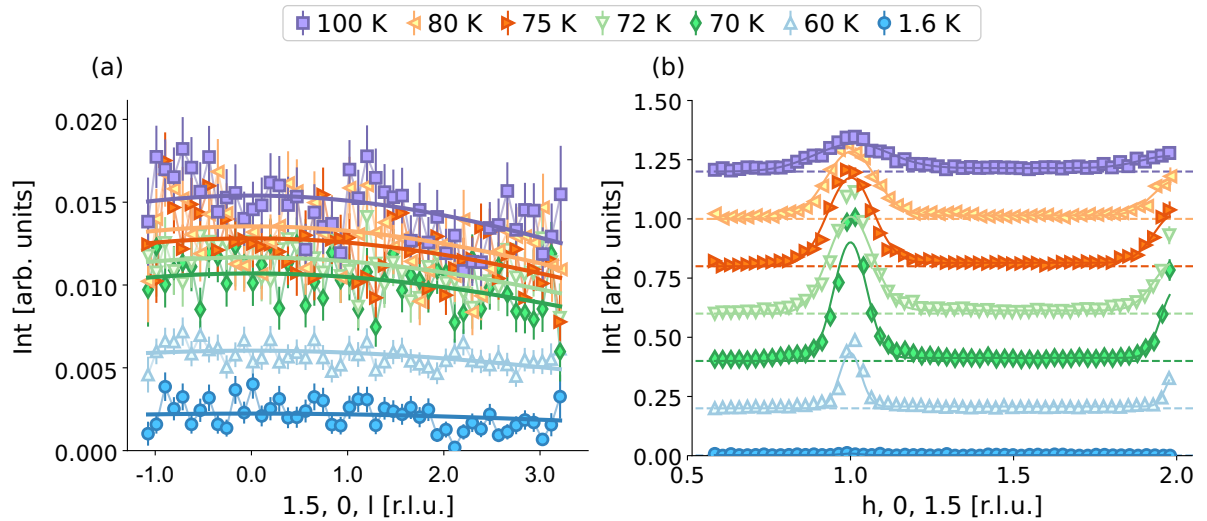 100 K 80 K 75 K 72 K 70 K 60 K 1.6 K
(a)
0.020
0.015
0.010
0.005
0.000
Int [arb. units]
-1.0 0.0 1.0 2.0 3.0
1.5, 0, l [r.l.u.]
(b)
1.50
1.25
1.00
0.75
0.50
0.25
0.00
Int [arb. units]
0.5 1.0 1.5 2.0
h, 0, 1.5 [r.l.u.]